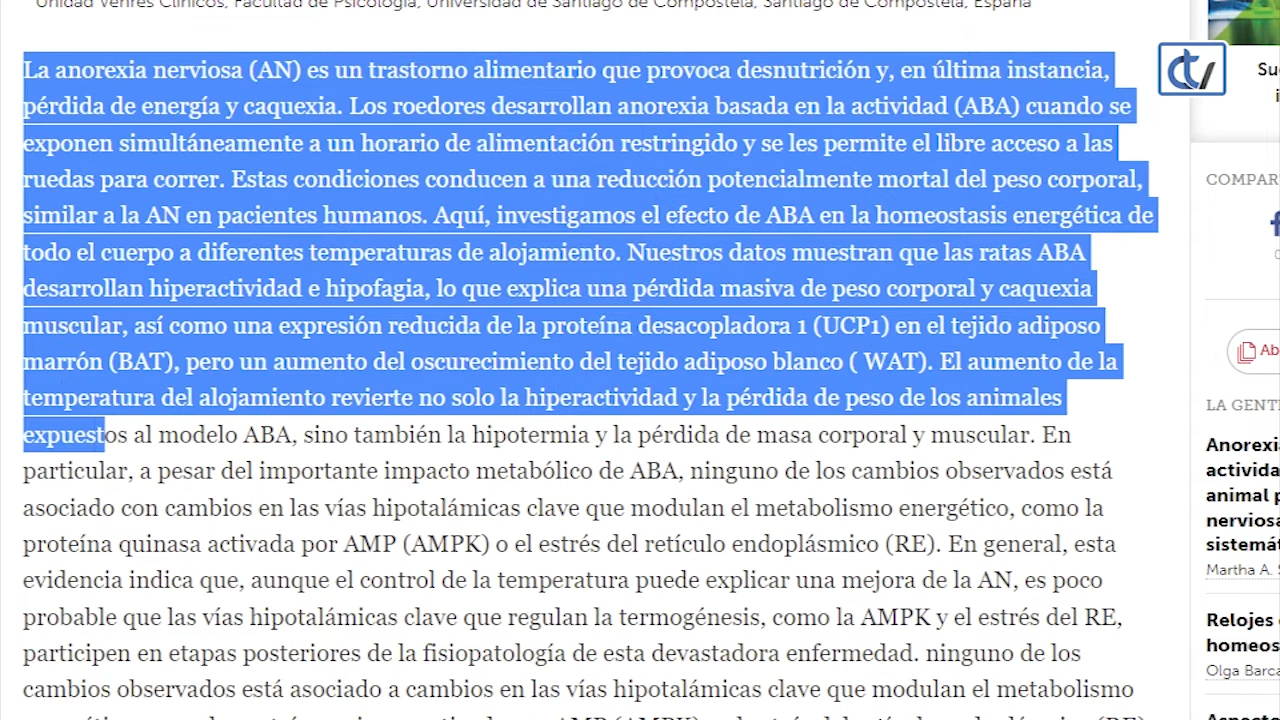 Unidad Venres Clínicos, Facultad de Psicología, Universidad de Santiago de Compostela, Santiago de Compostela, España
La anorexia nerviosa (AN) es un trastorno alimentario que provoca desnutrición y, en última instancia,
pérdida de energía y caquexia. Los roedores desarrollan anorexia basada en la actividad (ABA) cuando se
exponen simultáneamente a un horario de alimentación restringido y se les permite el libre acceso a las
ruedas para correr. Estas condiciones conducen a una reducción potencialmente mortal del peso corporal,
similar a la AN en pacientes humanos. Aquí, investigamos el efecto de ABA en la homeostasis energética de
todo el cuerpo a diferentes temperaturas de alojamiento. Nuestros datos muestran que las ratas ABA
desarrollan hiperactividad e hipofagia, lo que explica una pérdida masiva de peso corporal y caquexia
muscular, así como una expresión reducida de la proteína desacopladora 1 (UCP1) en el tejido adiposo
marrón (BAT), pero un aumento del oscurecimiento del tejido adiposo blanco ( WAT). El aumento de la
temperatura del alojamiento revierte no solo la hiperactividad y la pérdida de peso de los animales
expuestos al modelo ABA, sino también la hipotermia y la pérdida de masa corporal y muscular. En
particular, a pesar del importante impacto metabólico de ABA, ninguno de los cambios observados está
asociado con cambios en las vías hipotalámicas clave que modulan el metabolismo energético, como la
proteína quinasa activada por AMP (AMPK) o el estrés del retículo endoplásmico (RE). En general, esta
evidencia indica que, aunque el control de la temperatura puede explicar una mejora de la AN, es poco
probable que las vías hipotalámicas clave que regulan la termogénesis, como la AMPK y el estrés del RE,
participen en etapas posteriores de la fisiopatología de esta devastadora enfermedad. ninguno de los
cambios observados está asociado a cambios en las vías hipotalámicas clave que modulan el metabolismo
ctv
Su
COMPAR
Ab
LA GENT
Anorexi
activida
animal p
nerviosa
sistemát
Martha A.
Relojes
homeos
Olga Barca